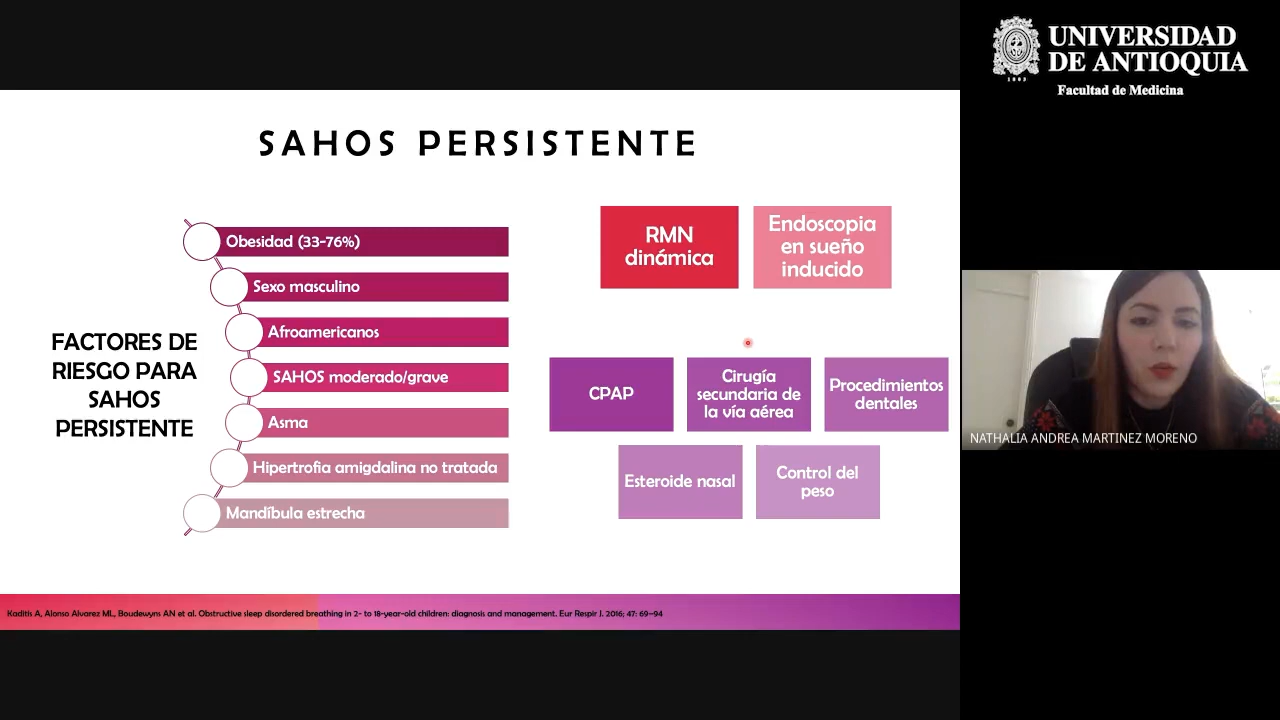 UNIVERSIDAD
DE ANTIOQUIA
1803
Facultad de Medicina
SAHOS PERSISTENTE
FACTORES DE
RIESGO PARA
SAHOS
PERSISTENTE
Obesidad (33-76%)
Sexo masculino
Afroamericanos
SAHOS moderado/grave
Asma
Hipertrofia amigdalina no tratada
Mandíbula estrecha
RMN
dinámica
Endoscopia
en sueño
inducido
CPAP
Cirugía
secundaria de
la vía aérea
Procedimientos
dentales
Esteroide nasal
Control del
peso
NATHALIA ANDREA MARTINEZ MORENO
Kaditis A, Alonso Alvarez ML, Boudewyns AN et al. Obstructive sleep disordered breathing in 2- to 18-year-old children: diagnosis and management. Eur Respir J. 2016; 47: 69–94